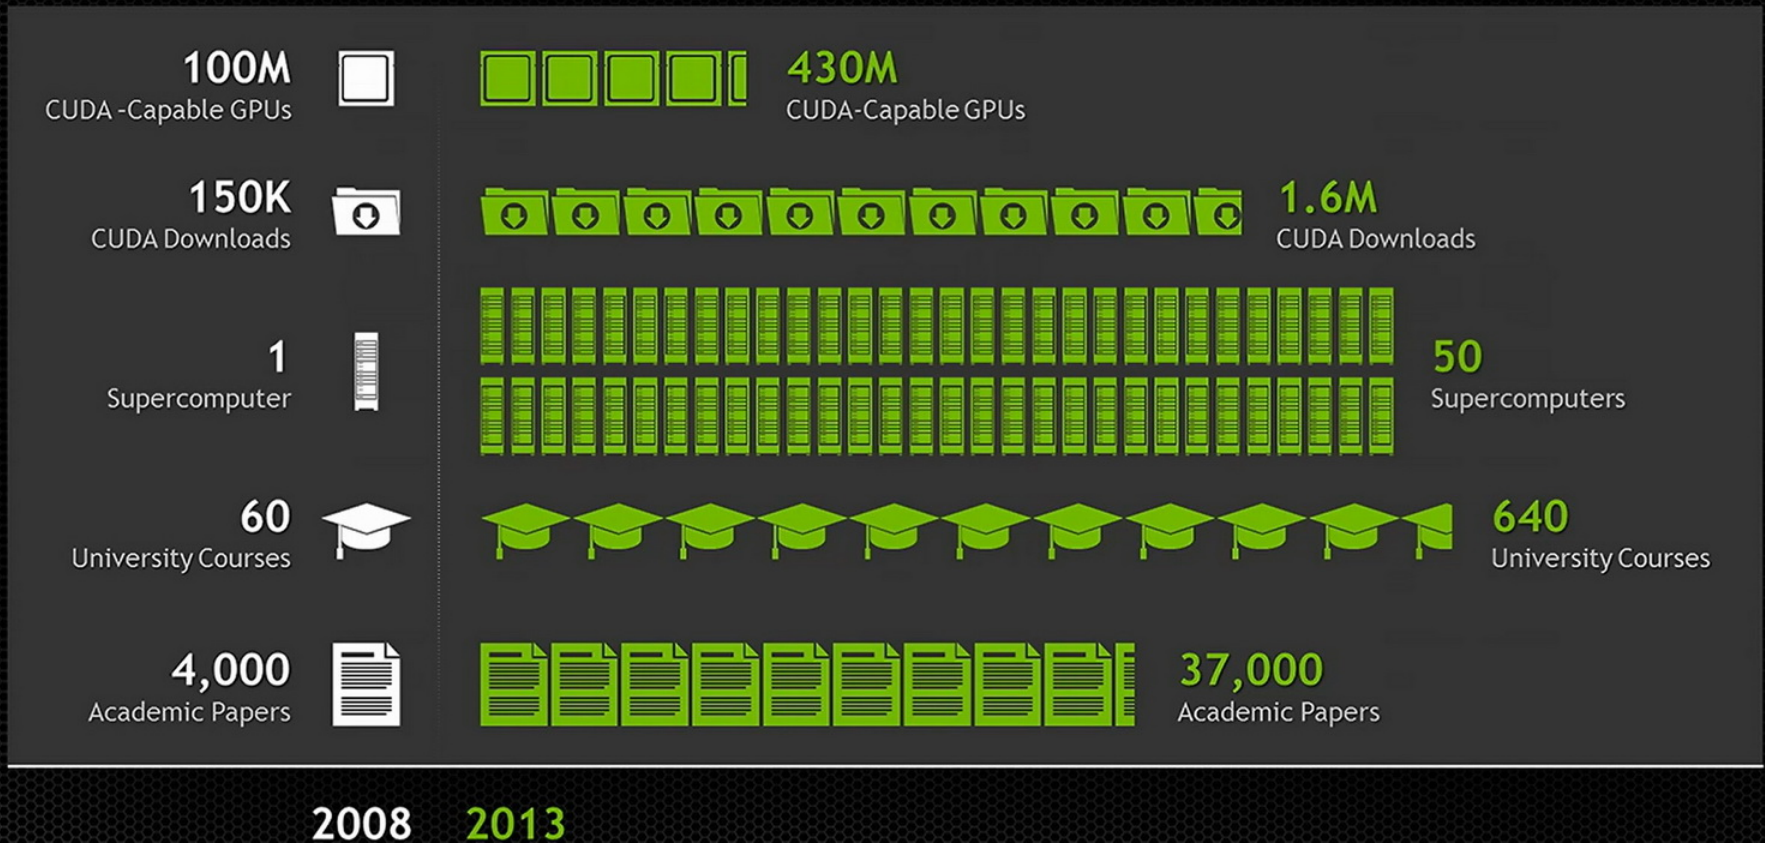 100M
CUDA -Capable GPUs
430M
CUDA-Capable GPUs
150K
CUDA Downloads
1.6M
CUDA Downloads
1
Supercomputer
50
Supercomputers
60
University Courses
640
University Courses
4,000
Academic Papers
37,000
Academic Papers
2008 2013